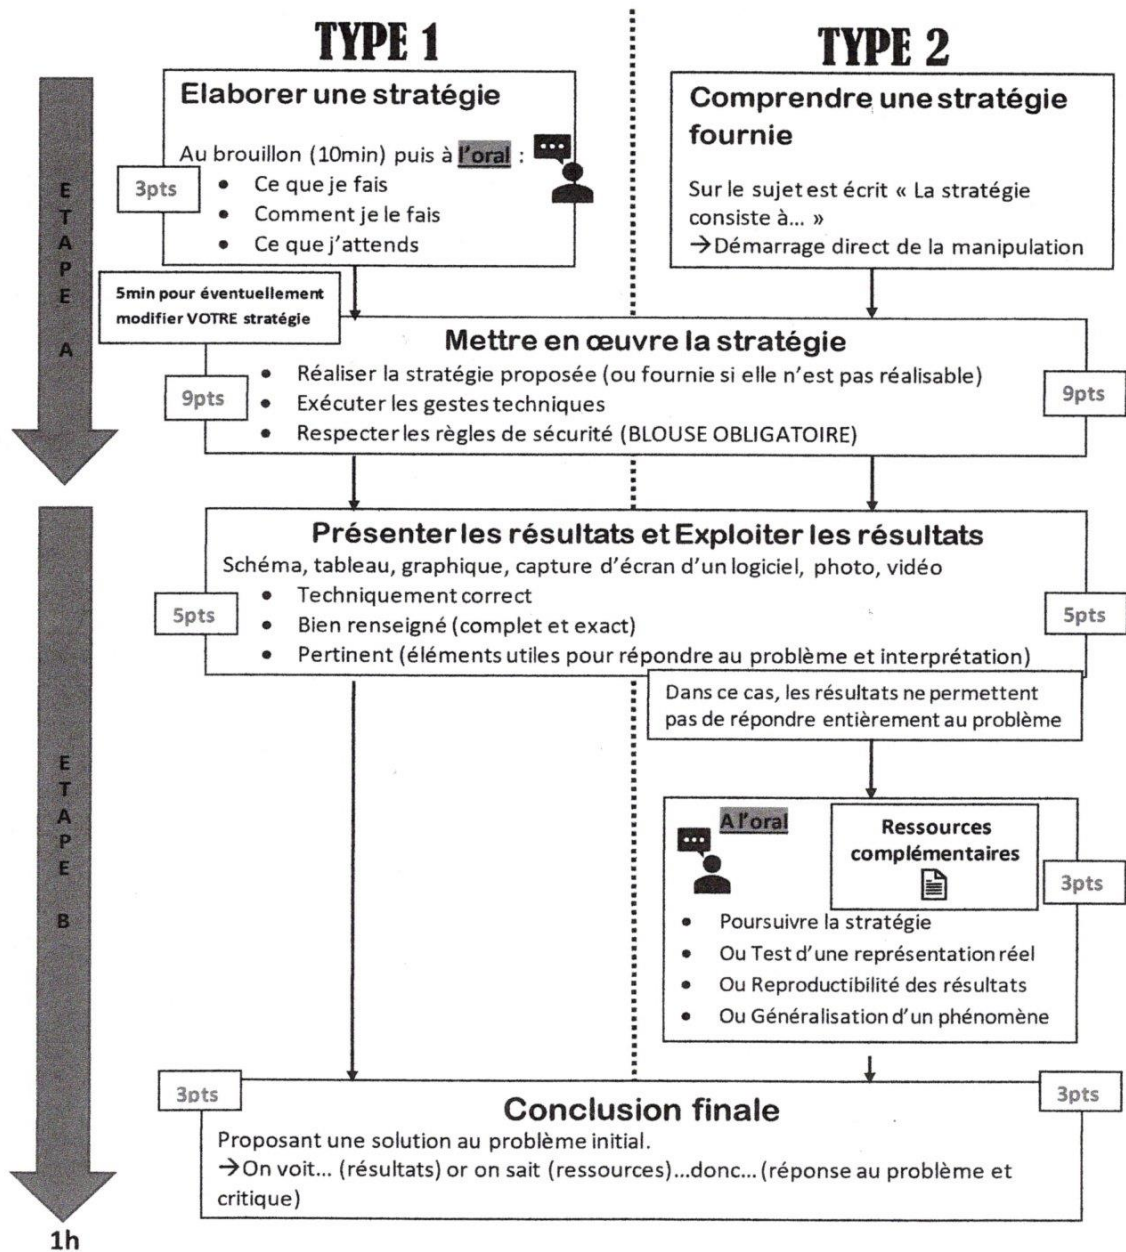 TYPE 1
TYPE 2
Elaborer une stratégie
Au brouillon (10min) puis à l'oral :
3pts
• Ce que je fais
• Comment je le fais
• Ce que j'attends
Comprendre une stratégie
fournie
Sur le sujet est écrit « La stratégie
consiste à... »
→Démarrage direct de la manipulation
ETAPE A
5min pour éventuellement
modifier VOTRE stratégie
Mettre en œuvre la stratégie
9pts
• Réaliser la stratégie proposée (ou fournie si elle n'est pas réalisable)
• Exécuter les gestes techniques
• Respecter les règles de sécurité (BLOUSE OBLIGATOIRE)
9pts
Présenter les résultats et Exploiter les résultats
Schéma, tableau, graphique, capture d'écran d'un logiciel, photo, vidéo
5pts
• Techniquement correct
• Bien renseigné (complet et exact)
• Pertinent (éléments utiles pour répondre au problème et interprétation)
5pts
Dans ce cas, les résultats ne permettent
pas de répondre entièrement au problème
ETAPE B
A l'oral
Ressources
complémentaires
3pts
• Poursuivre la stratégie
• Ou Test d'une représentation réel
• Ou Reproductibilité des résultats
• Ou Généralisation d'un phénomène
3pts
Conclusion finale
3pts
Proposant une solution au problème initial.
→On voit... (résultats) or on sait (ressources)...donc... (réponse au problème et
critique)
1h